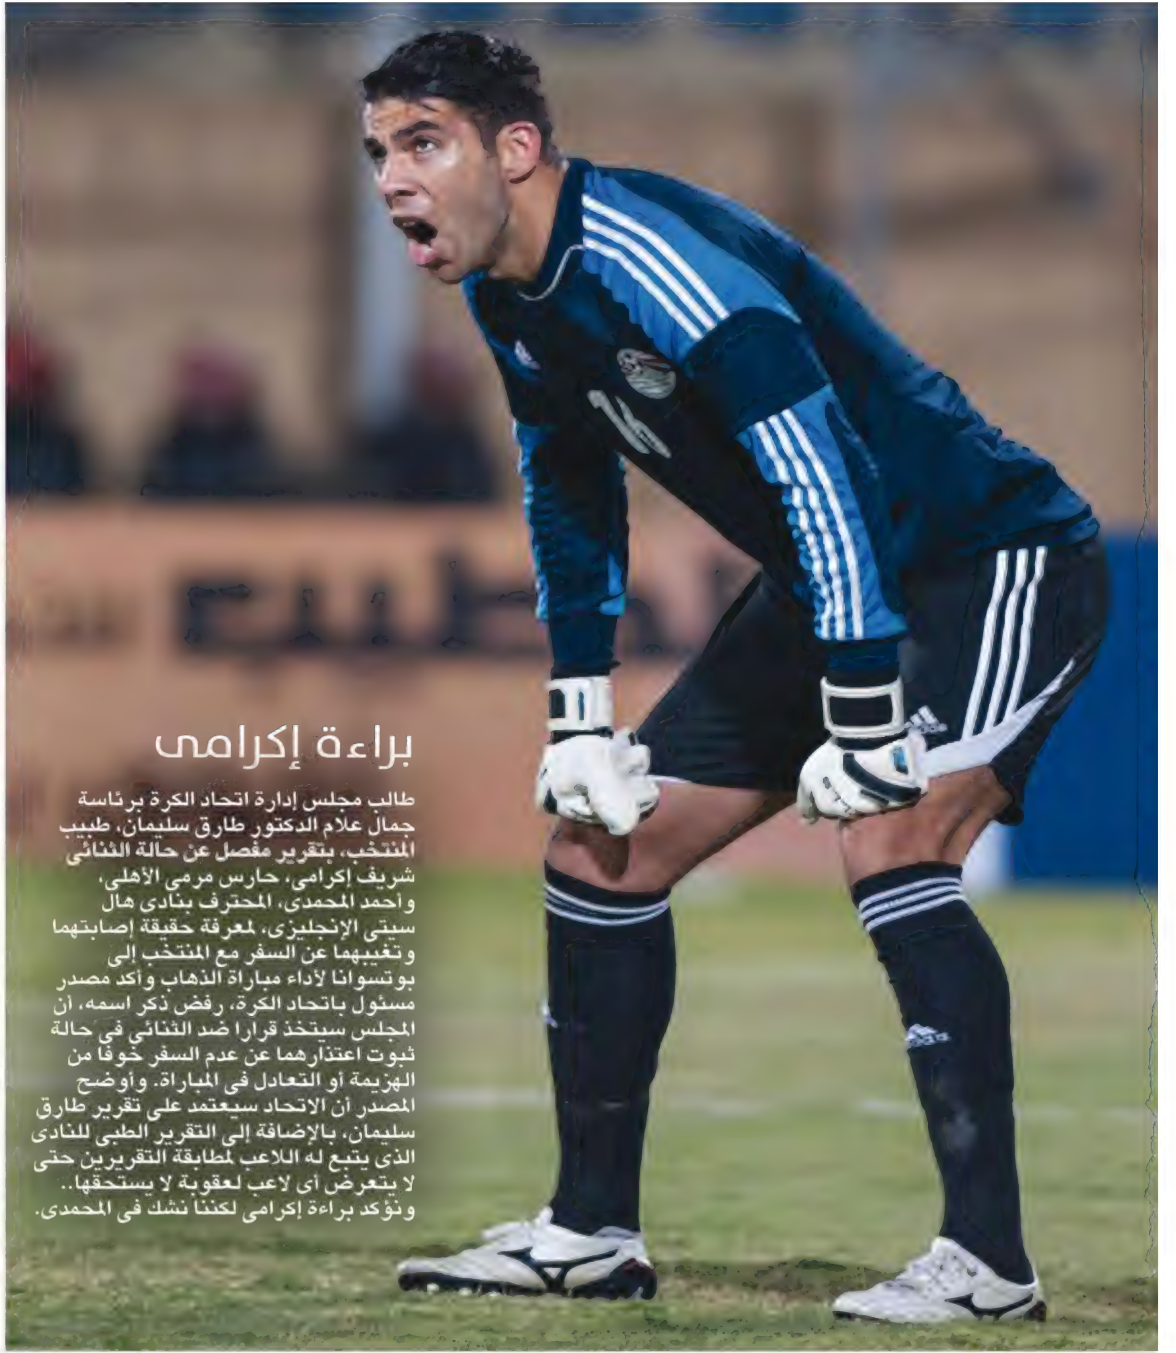 براءة إكرامى
طالب مجلس إدارة اتحاد الكرة برئاسة
جمال علام الدكتور طارق سليمان، طبيب
المنتخب، بتقرير مفصل عن حالة الثنائى
شريف إكرامى، حارس مرمى الأهلى،
وأحمد المحمدى، المحترف بنادى هال
سيتى الإنجليزى، لمعرفة حقيقة إصابتهما
وتغيبهما عن السفر مع المنتخب إلى
بوتسوانا لأداء مباراة الذهاب وأكد مصدر
مسئول باتحاد الكرة، رفض ذكر اسمه، أن
المجلس سيتخذ قرارا ضد الثنائي فى حالة
ثبوت اعتذارهما عن عدم السفر خوفا من
الهزيمة أو التعادل فى المباراة. وأوضح
المصدر أن الاتحاد سيعتمد على تقرير طارق
سليمان، بالإضافة إلى التقرير الطبى للنادى
الذى يتبع له اللاعب لمطابقة التقريرين حتى
لا يتعرض أى لاعب لعقوبة لا يستحقها..
ونؤكد براءة إكرامى لكننا نشك فى المحمدى.